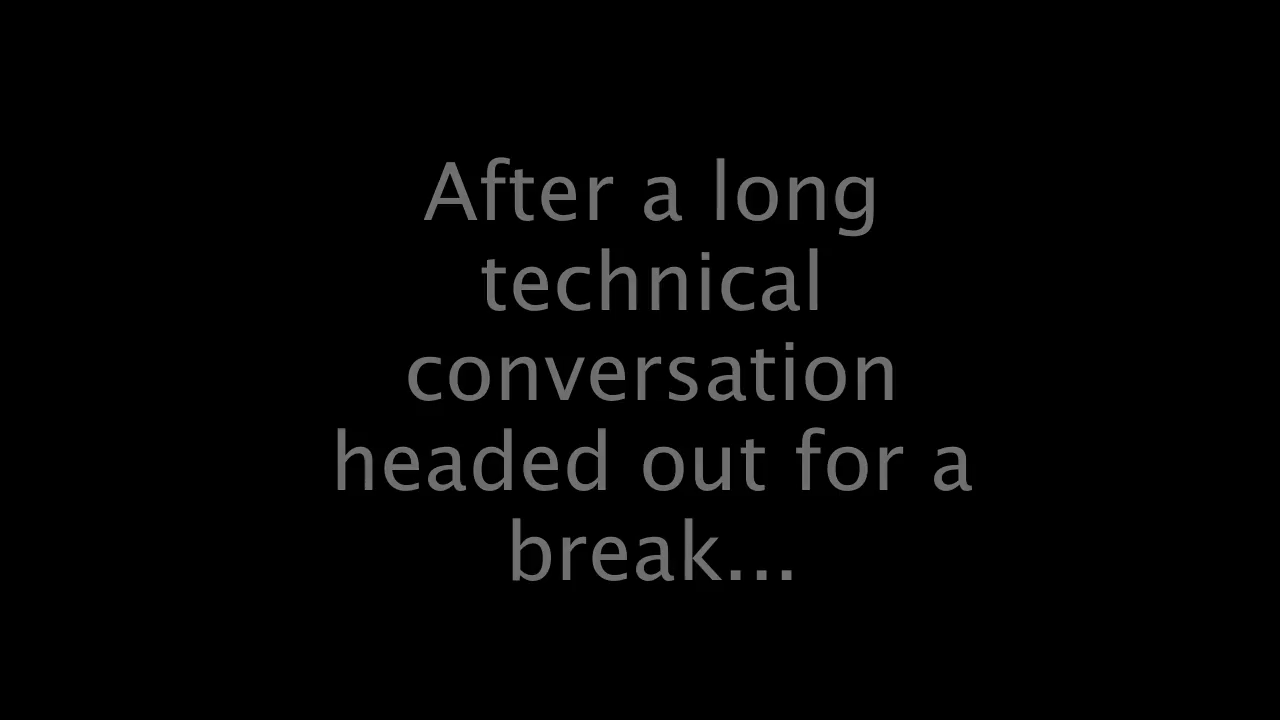 After a long
technical
conversation
headed out for a
break...